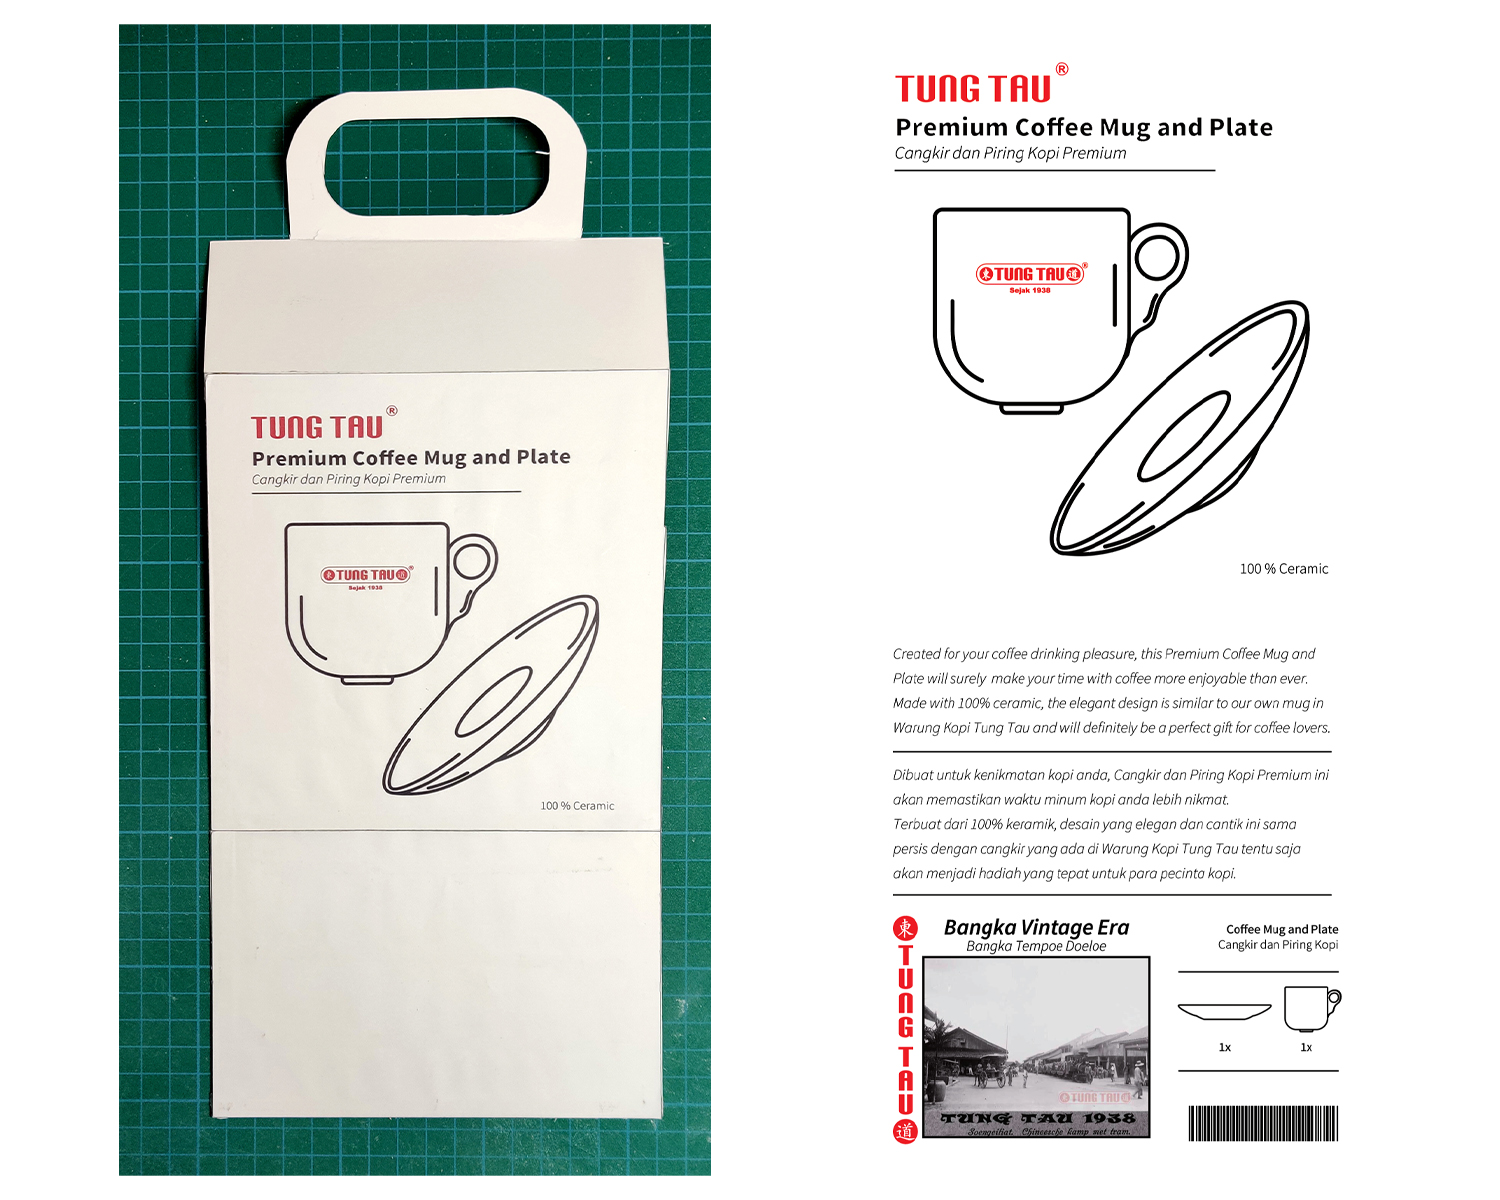 TUNG TAU®
Premium Coffee Mug and Plate
Cangkir dan Piring Kopi Premium
東 TUNG TAU 道®
Sejak 1938
100 % Ceramic
TUNG TAU®
Premium Coffee Mug and Plate
Cangkir dan Piring Kopi Premium
東 TUNG TAU 道®
Sejak 1938
100 % Ceramic
Created for your coffee drinking pleasure, this Premium Coffee Mug and
Plate will surely make your time with coffee more enjoyable than ever.
Made with 100% ceramic, the elegant design is similar to our own mug in
Warung Kopi Tung Tau and will definitely be a perfect gift for coffee lovers.
Dibuat untuk kenikmatan kopi anda, Cangkir dan Piring Kopi Premium ini
akan memastikan waktu minum kopi anda lebih nikmat.
Terbuat dari 100% keramik, desain yang elegan dan cantik ini sama
persis dengan cangkir yang ada di Warung Kopi Tung Tau tentu saja
akan menjadi hadiah yang tepat untuk para pecinta kopi.
東 TUNG TAU 道
Bangka Vintage Era
Bangka Tempoe Doeloe
TUNG TAU
TUNG TAU 1938
Soengeiliat. Chineesche kamp met tram.
Coffee Mug and Plate
Cangkir dan Piring Kopi
1x
1x